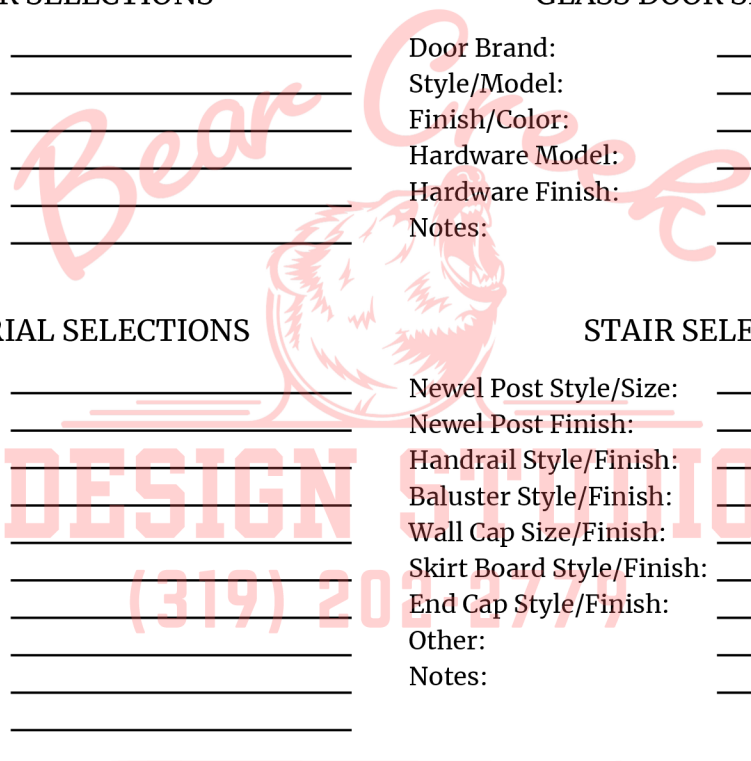 R SELECTIONS
GLASS DOOR S
Door Brand:
Style/Model:
Finish/Color:
Hardware Model:
Hardware Finish:
Notes:
Bear Creek
RIAL SELECTIONS
STAIR SELE
Newel Post Style/Size:
Newel Post Finish:
Handrail Style/Finish:
Baluster Style/Finish:
Wall Cap Size/Finish:
Skirt Board Style/Finish:
End Cap Style/Finish:
Other:
Notes:
DESIGN STUDIO
(319) 202-2779